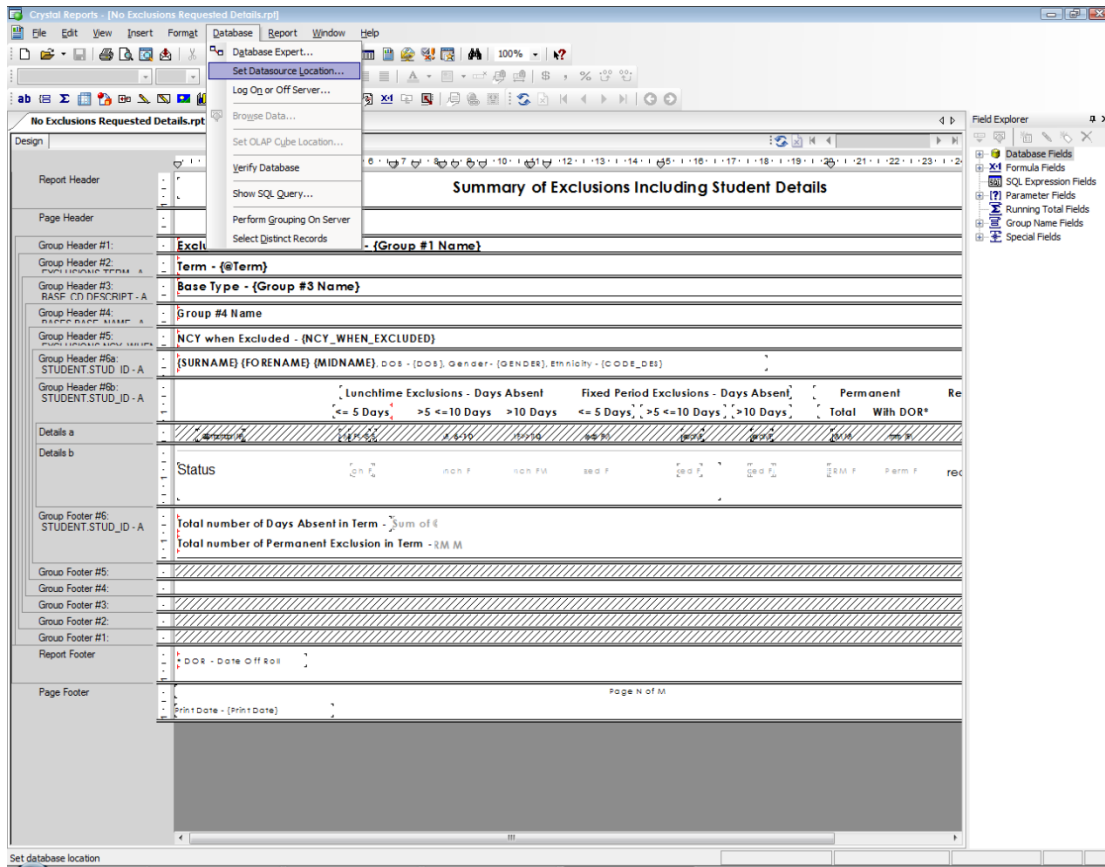 Crystal Reports - [No Exclusions Requested Details.rpt]
File Edit View Insert Format Database Report Window Help
Database Expert...
100%
Set Datasource Location...
Log On or Off Server...
No Exclusions Requested Details.rpt
Browse Data...
Field Explorer
Design
Set OLAP Cube Location...
Verify Database
Show SQL Query...
Perform Grouping On Server
Select Distinct Records
Database Fields
Formula Fields
SQL Expression Fields
Parameter Fields
Running Total Fields
Group Name Fields
Special Fields
Report Header
Summary of Exclusions Including Student Details
Page Header
Group Header #1:
Exclu - {Group #1 Name}
Group Header #2:
Term - {@Term}
Group Header #3:
BASE_CD.DESCRIPT - A
Base Type - {Group #3 Name}
Group Header #4:
Group #4 Name
Group Header #5:
NCY when Excluded - {NCY_WHEN_EXCLUDED}
Group Header #6a:
STUDENT.STUD_ID - A
{SURNAME} {FORENAME} {MIDNAME}, DOB - {DOB}, Gender- {GENDER}, Ethnicity - {CODE_DES}
Group Header #6b:
STUDENT.STUD_ID - A
Lunchtime Exclusions - Days Absent Fixed Period Exclusions - Days Absent Permanent Re
<= 5 Days >5 <=10 Days >10 Days <= 5 Days >5 <=10 Days >10 Days Total With DOR*
Details a
Details b
Status
sed F
ged F
ERM F
Perm F
rec
Group Footer #6:
STUDENT.STUD_ID - A
Total number of Days Absent in Term - Sum of
Total number of Permanent Exclusion in Term - RM M
Group Footer #5:
Group Footer #4:
Group Footer #3:
Group Footer #2:
Group Footer #1:
Report Footer
* DOR - Date Off Roll
Page Footer
Page N of M
Print Date - {Print Date}
Set database location